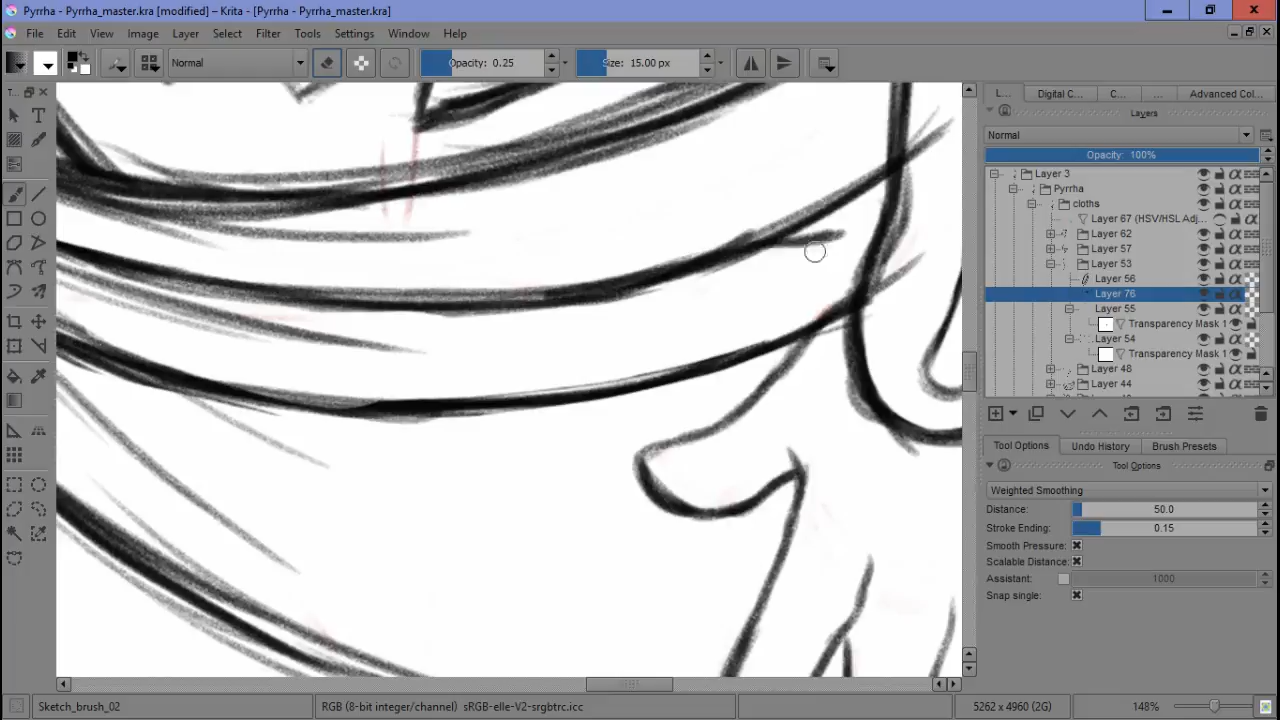 Pyrrha - Pyrrha_master.kra [modified] – Krita - [Pyrrha - Pyrrha_master.kra]
File Edit View Image Layer Select Filter Tools Settings Window Help
Normal Opacity: 0.25 Size: 15.00 px
T...
L... Digital C... C... ... Advanced Col...
Layers
Normal
Opacity: 100%
Layer 3
Pyrrha
cloths
Layer 67 (HSV/HSL Adj...
Layer 62
Layer 57
Layer 53
Layer 56
Layer 76
Layer 55
Transparency Mask 1
Layer 54
Transparency Mask 1
Layer 48
Layer 44
Tool Options Undo History Brush Presets
Tool Options
Weighted Smoothing
Distance: 50.0
Stroke Ending: 0.15
Smooth Pressure:
Scalable Distance:
Assistant: 1000
Snap single:
Sketch_brush_02 RGB (8-bit integer/channel) sRGB-elle-V2-srgbtrc.icc 5262 x 4960 (2G) 148%